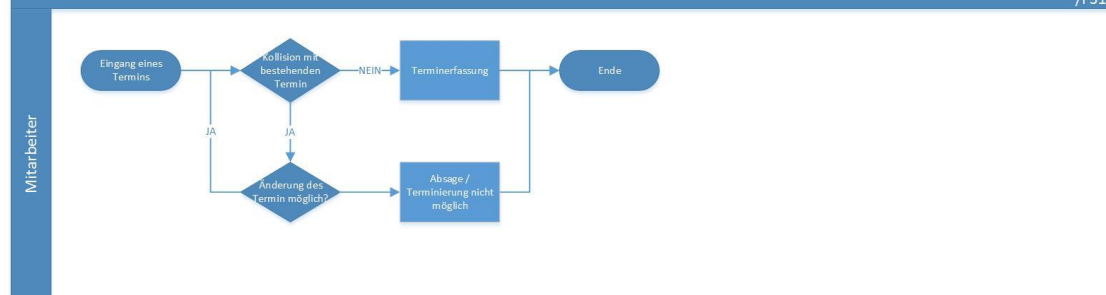 Mitarbeiter
Eingang eines
Termins
Kollision mit
bestehenden
Termin
NEIN
Terminerfassung
Ende
JA
JA
Änderung des
Termin möglich?
Absage /
Terminierung nicht
möglich